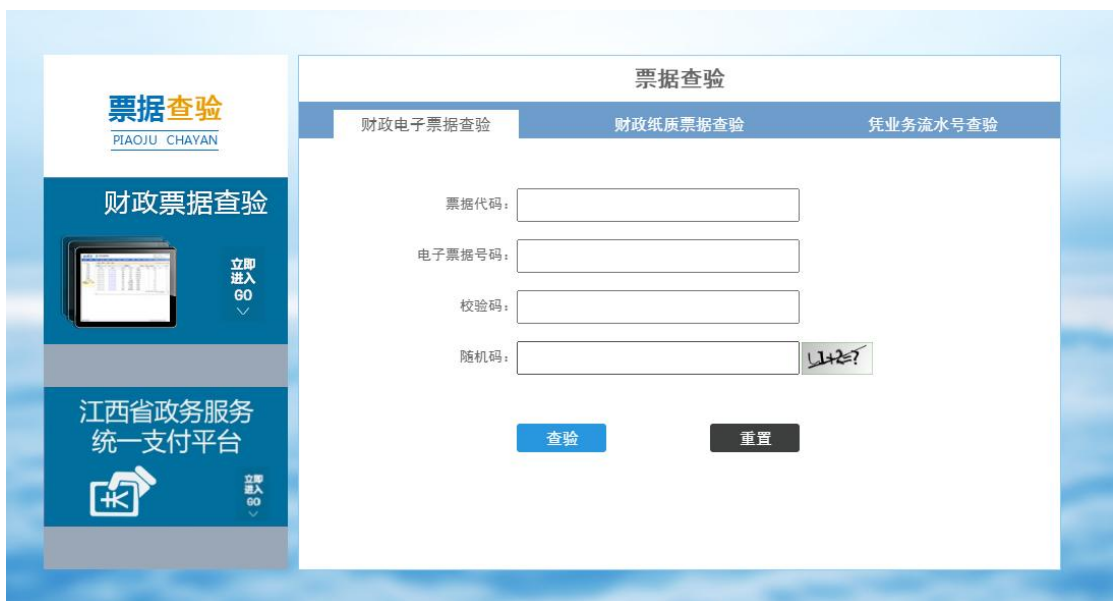 票据查验
PIAOJU CHAYAN
财政票据查验
立即
进入
GO
江西省政务服务
统一支付平台
立即
进入
GO
票据查验
财政电子票据查验 财政纸质票据查验 凭业务流水号查验
票据代码:
电子票据号码:
校验码:
随机码:
1+2=?
查验 重置